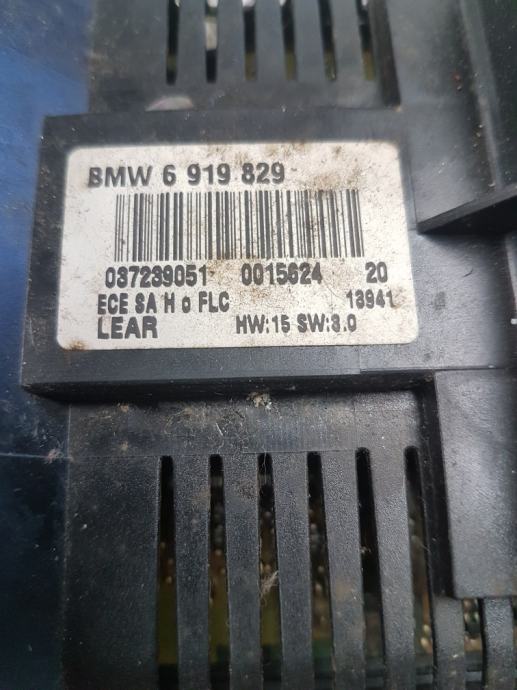 BMW 6 919 829
037239051 0015624 20
ECE SA H o FLC 13941
LEAR HW:15 SW:3.0